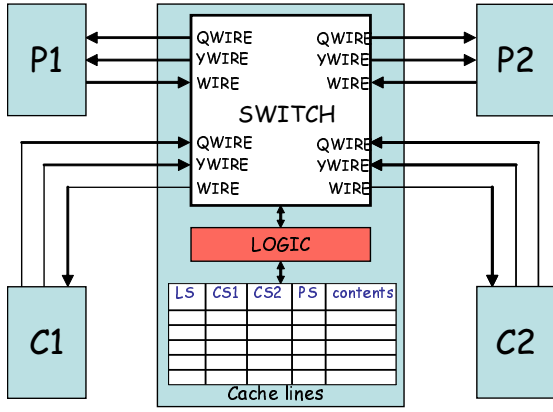 P1
QWIRE QWIRE
YWIRE YWIRE
WIRE WIRE
P2
SWITCH
QWIRE QWIRE
YWIRE YWIRE
WIRE WIRE
LOGIC
LS CS1 CS2 PS contents
C1
C2
Cache lines